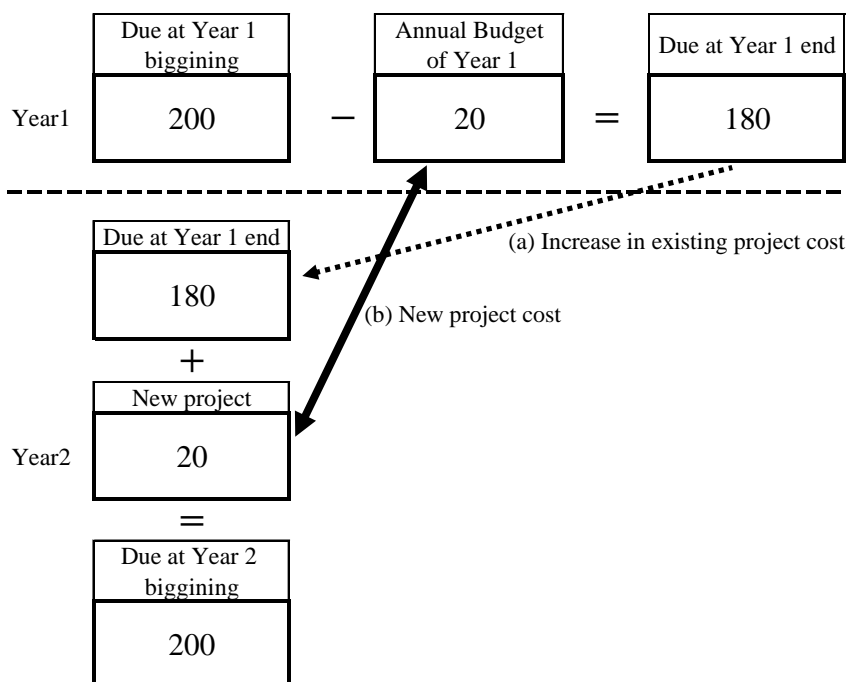 Due at Year 1
biggining
Annual Budget
of Year 1
Due at Year 1 end
Year1
200
−
20
=
180
(a) Increase in existing project cost
Due at Year 1 end
180
(b) New project cost
+
New project
Year2
20
=
Due at Year 2
biggining
200